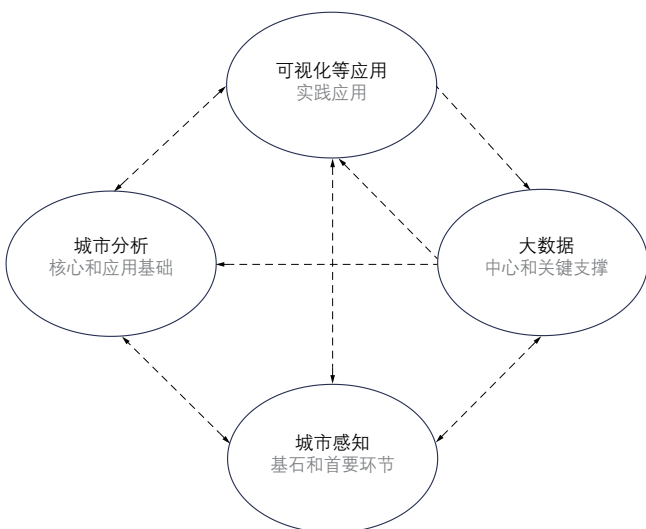 可视化等应用
实践应用
城市分析
核心和应用基础
大数据
中心和关键支撑
城市感知
基石和首要环节